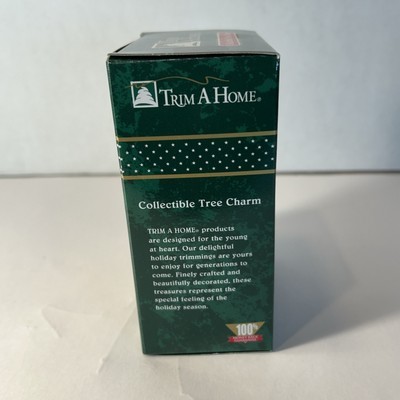 TRIM A HOME®
Collectible Tree Charm
TRIM A HOME® products
are designed for the young
at heart. Our delightful
holiday trimmings are yours
to enjoy for generations to
come. Finely crafted and
beautifully decorated, these
treasures represent the
special feeling of the
holiday season.
100%